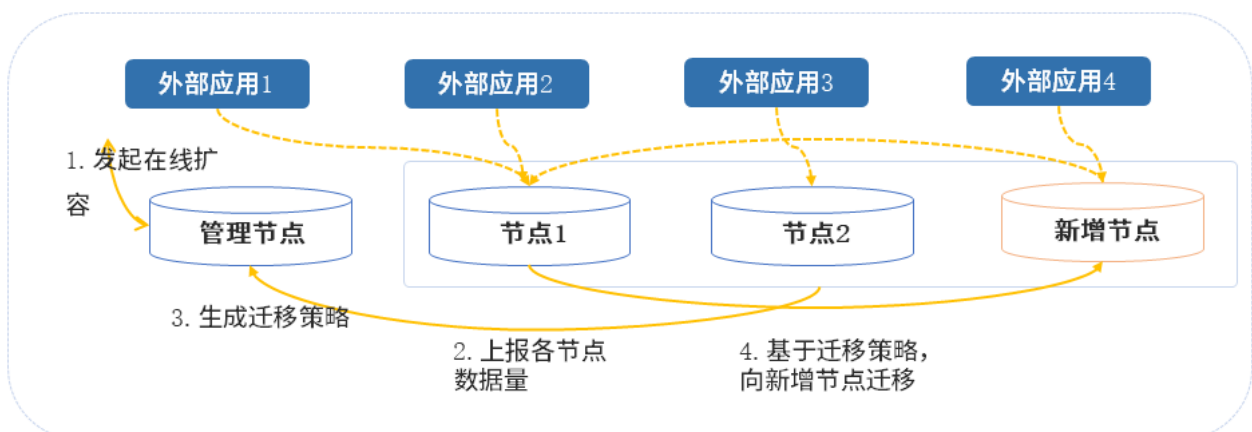 外部应用1
外部应用2
外部应用3
外部应用4
1. 发起在线扩
容
管理节点
节点1
节点2
新增节点
3. 生成迁移策略
2. 上报各节点
数据量
4. 基于迁移策略，
向新增节点迁移